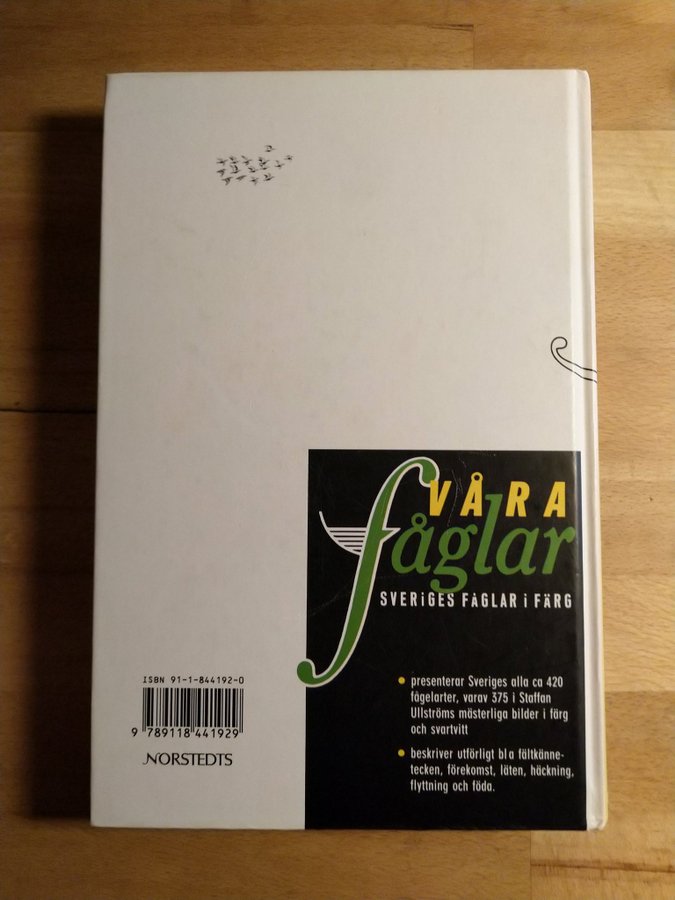 VÅRA
fåglar
SVERiGES FÅGLAR i FÄRG
presenterar Sveriges alla ca 420
fågelarter, varav 375 i Staffan
Ullströms mästerliga bilder i färg
och svartvitt
beskriver utförligt bl a fältkänne-
tecken, förekomst, läten, häckning,
flyttning och föda.
ISBN 91-1-844192-0
9 789118 441929
NORSTEDTS